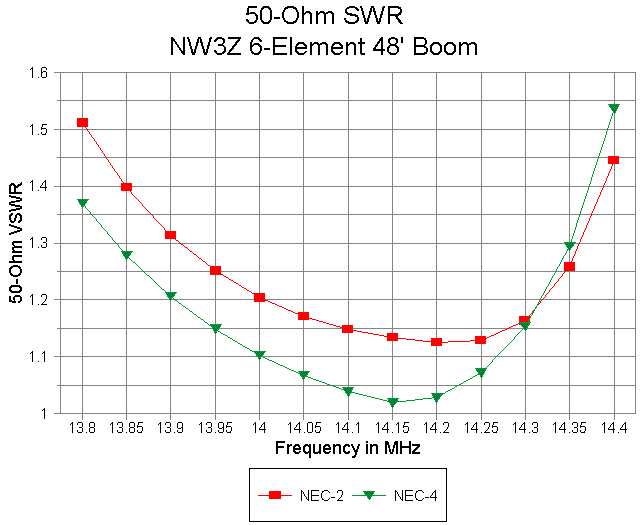 50-Ohm SWR
NW3Z 6-Element 48' Boom
1.6
1.5
1.4
1.3
1.2
1.1
1
50-Ohm VSWR
13.8 13.85 13.9 13.95 14 14.05 14.1 14.15 14.2 14.25 14.3 14.35 14.4
Frequency in MHz
NEC-2 NEC-4